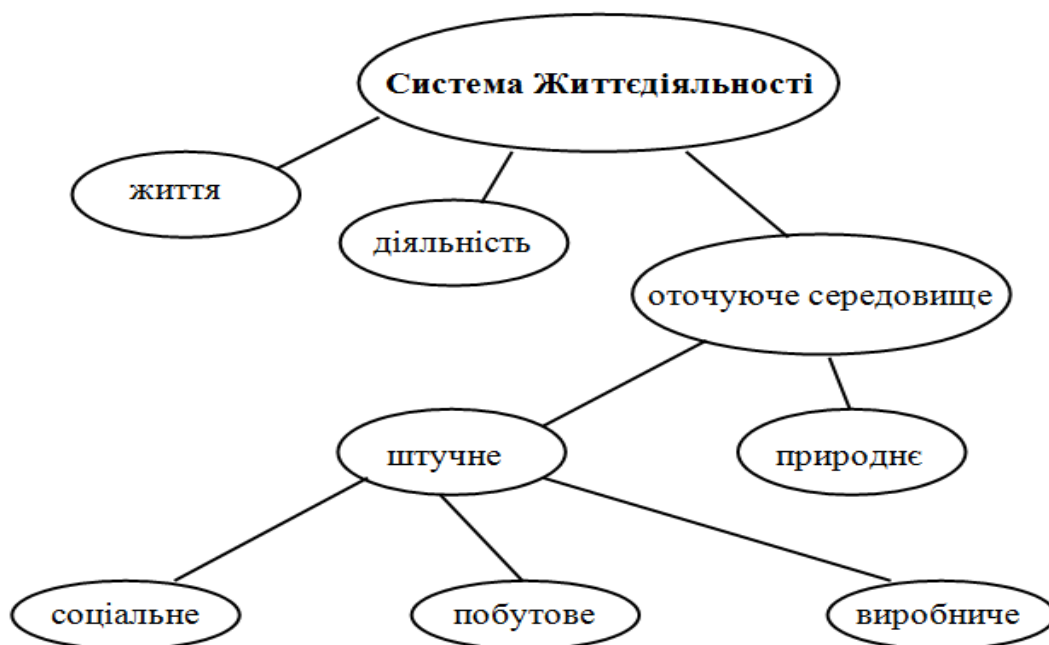 Система Життєдіяльності
життя
діяльність
оточуюче середовище
штучне
природнє
соціальне
побутове
виробниче